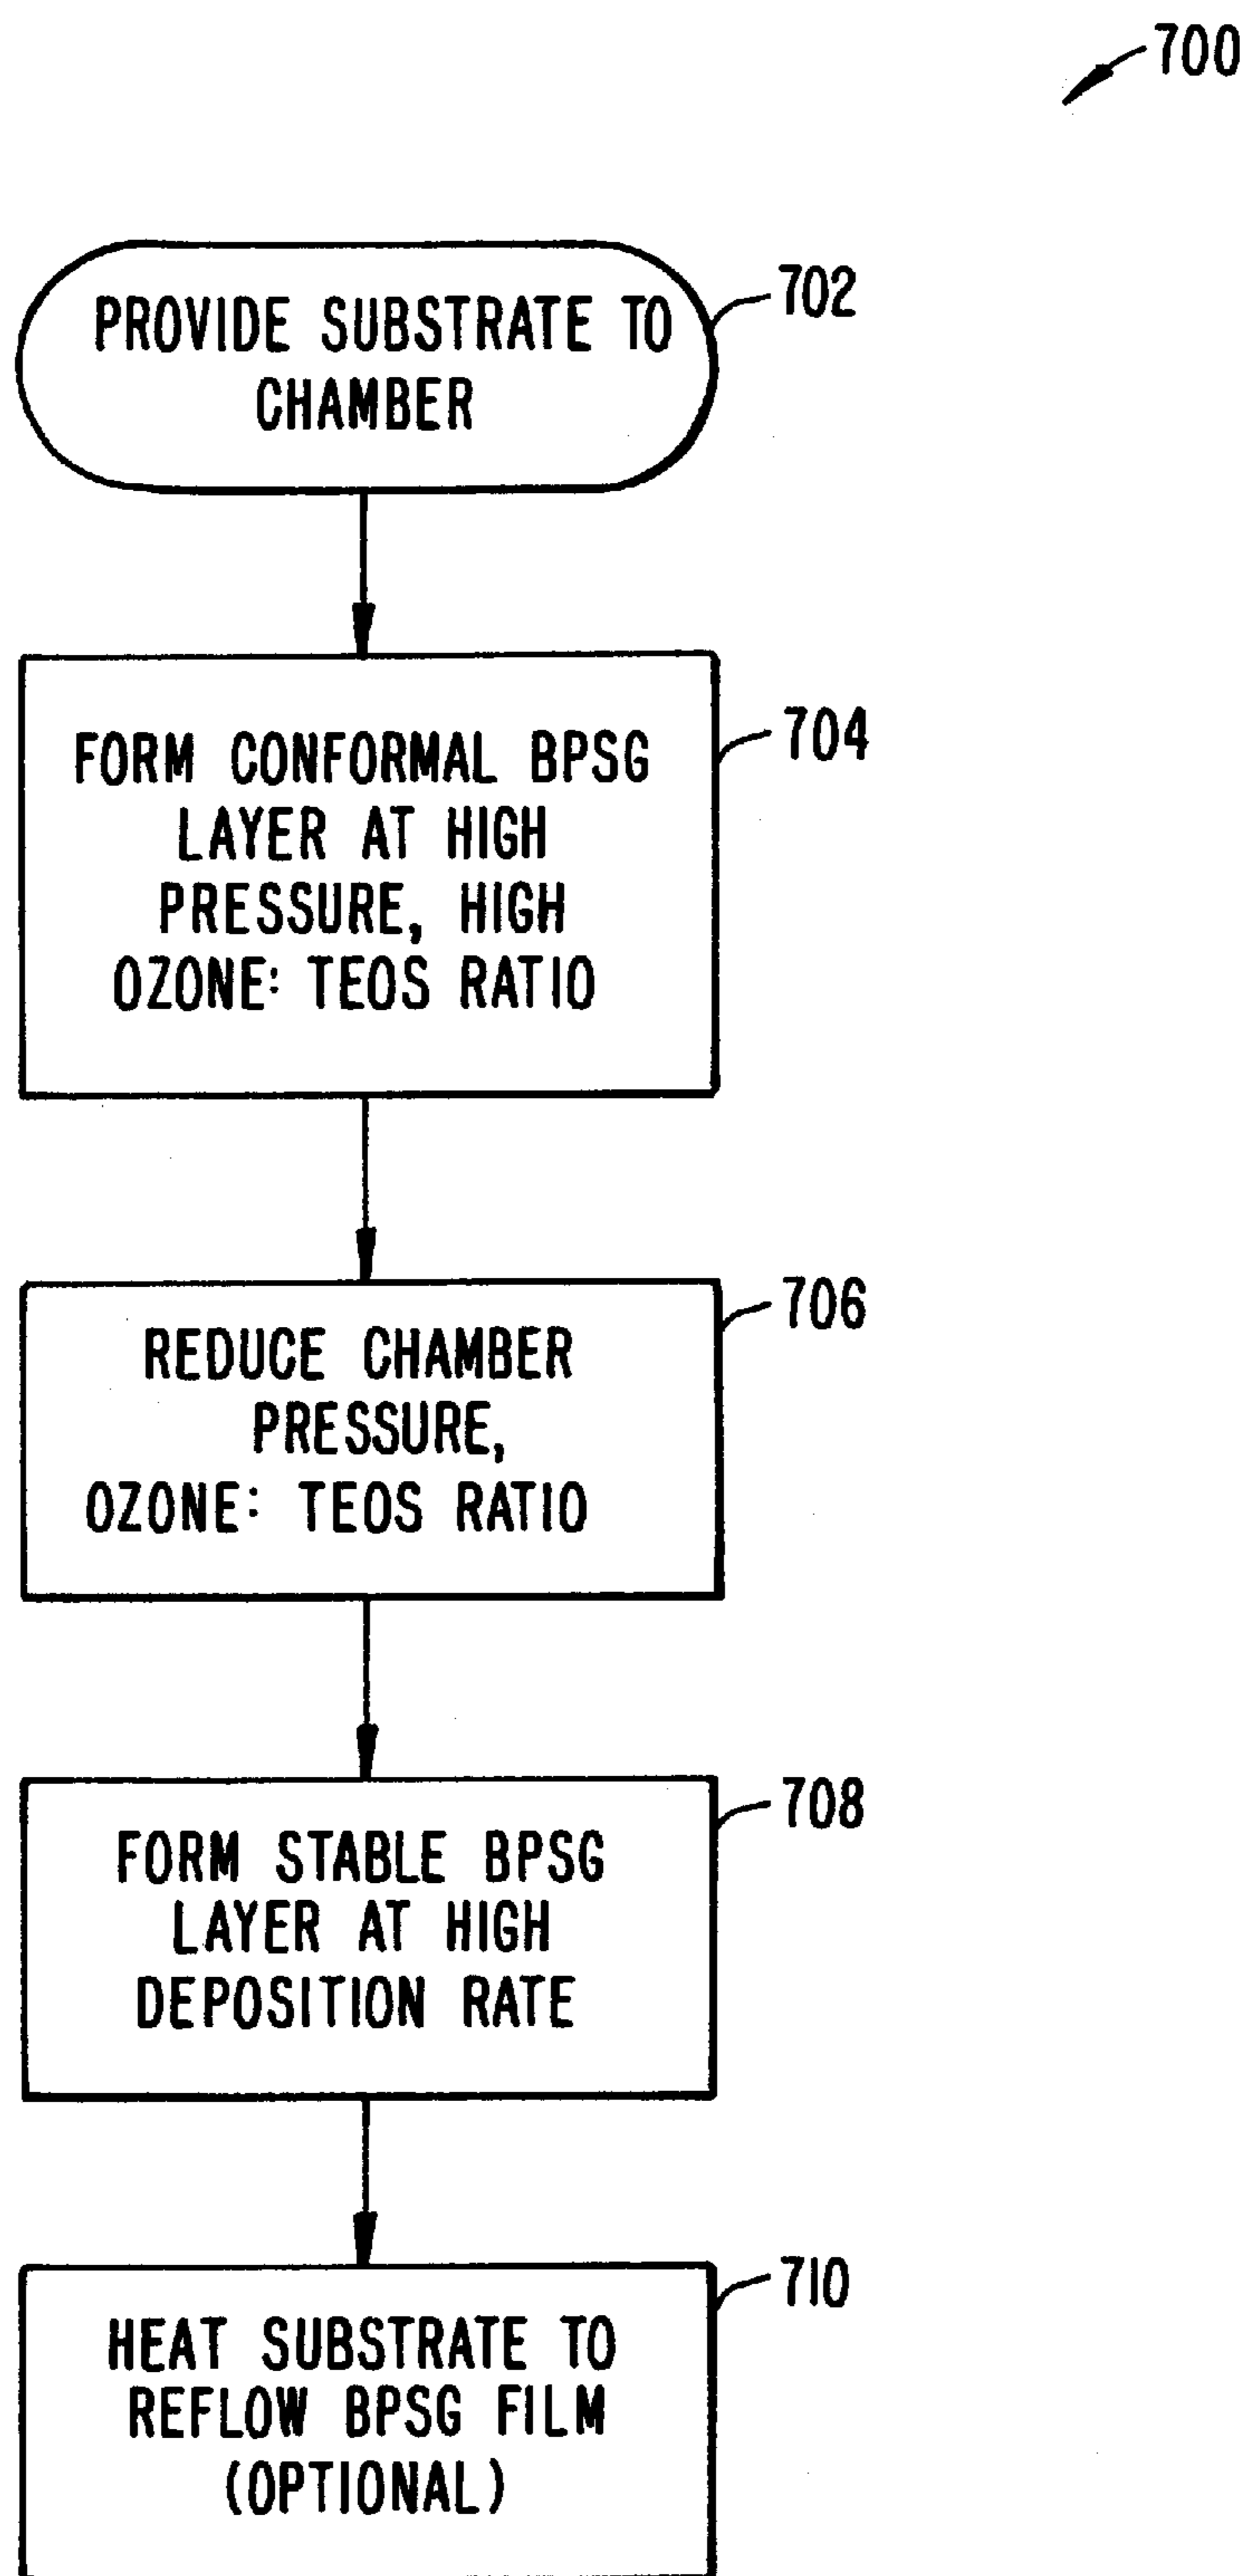 700
PROVIDE SUBSTRATE TO
CHAMBER
702
FORM CONFORMAL BPSG
LAYER AT HIGH
PRESSURE, HIGH
OZONE: TEOS RATIO
704
REDUCE CHAMBER
PRESSURE,
OZONE: TEOS RATIO
706
FORM STABLE BPSG
LAYER AT HIGH
DEPOSITION RATE
708
HEAT SUBSTRATE TO
REFLOW BPSG FILM
(OPTIONAL)
710